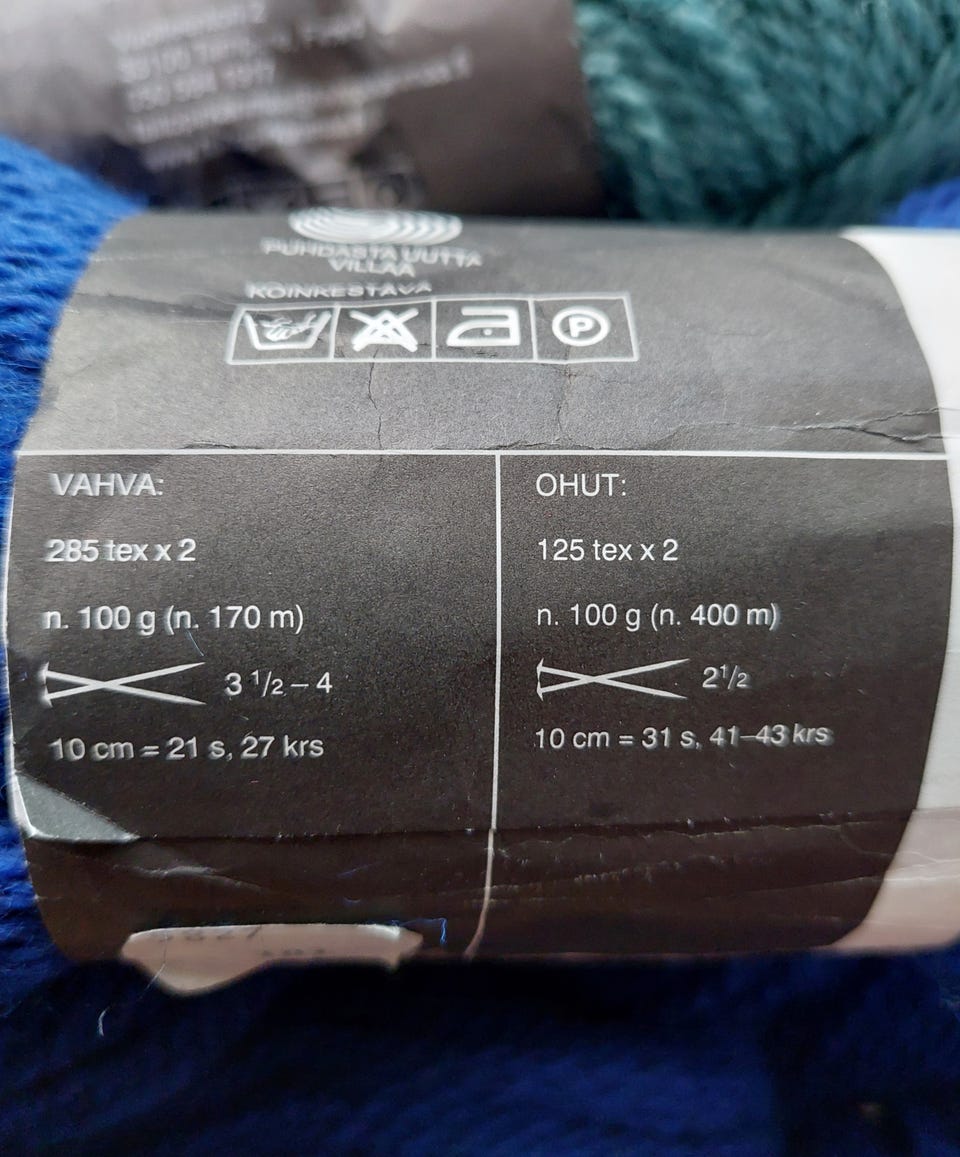 PUHDASTA UUTTA
VILLAA
KOINKESTÄVÄ
P
VAHVA:
285 tex x 2
n. 100 g (n. 170 m)
3 1/2 – 4
10 cm = 21 s, 27 krs
OHUT:
125 tex x 2
n. 100 g (n. 400 m)
2 1/2
10 cm = 31 s, 41–43 krs